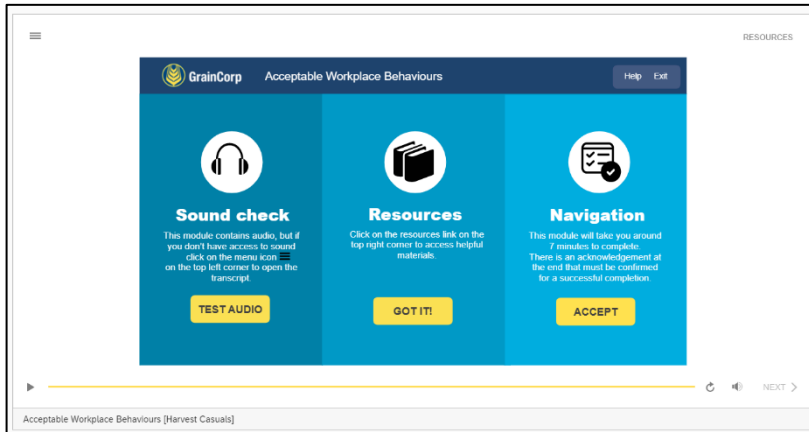 RESOURCES
GrainCorp Acceptable Workplace Behaviours Help Exit
Sound check
This module contains audio, but if
you don't have access to sound
click on the menu icon
on the top left corner to open the
transcript.
TEST AUDIO
Resources
Click on the resources link on the
top right corner to access helpful
materials.
GOT IT!
Navigation
This module will take you around
7 minutes to complete.
There is an acknowledgement at
the end that must be confirmed
for a successful completion.
ACCEPT
NEXT
Acceptable Workplace Behaviours [Harvest Casuals]